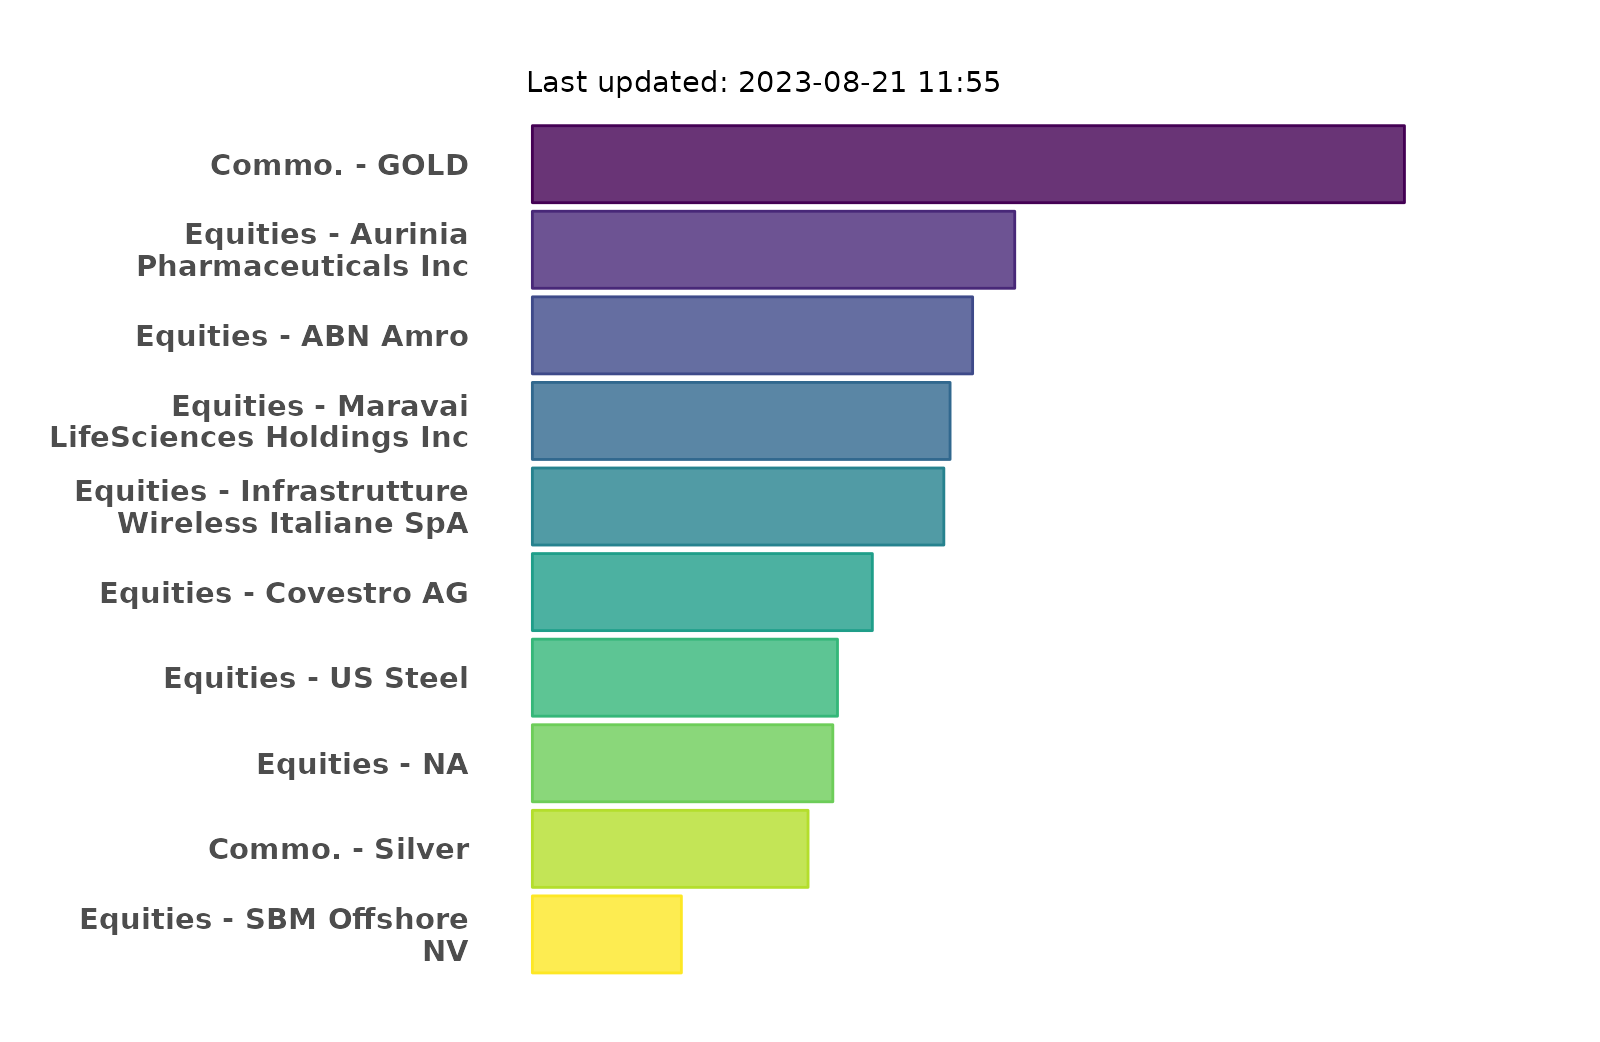 Last updated: 2023-08-21 11:55
Commo. - GOLD
Equities - Aurinia
Pharmaceuticals Inc
Equities - ABN Amro
Equities - Maravai
LifeSciences Holdings Inc
Equities - Infrastrutture
Wireless Italiane SpA
Equities - Covestro AG
Equities - US Steel
Equities - NA
Commo. - Silver
Equities - SBM Offshore
NV